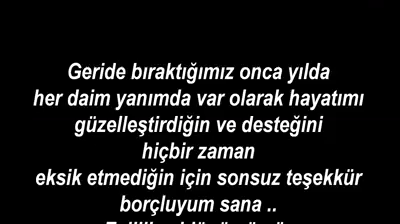 Geride bıraktığımız onca yılda
her daim yanımda var olarak hayatımı
güzelleştirdiğin ve desteğini
hiçbir zaman
eksik etmediğin için sonsuz teşekkür
borçluyum sana ..